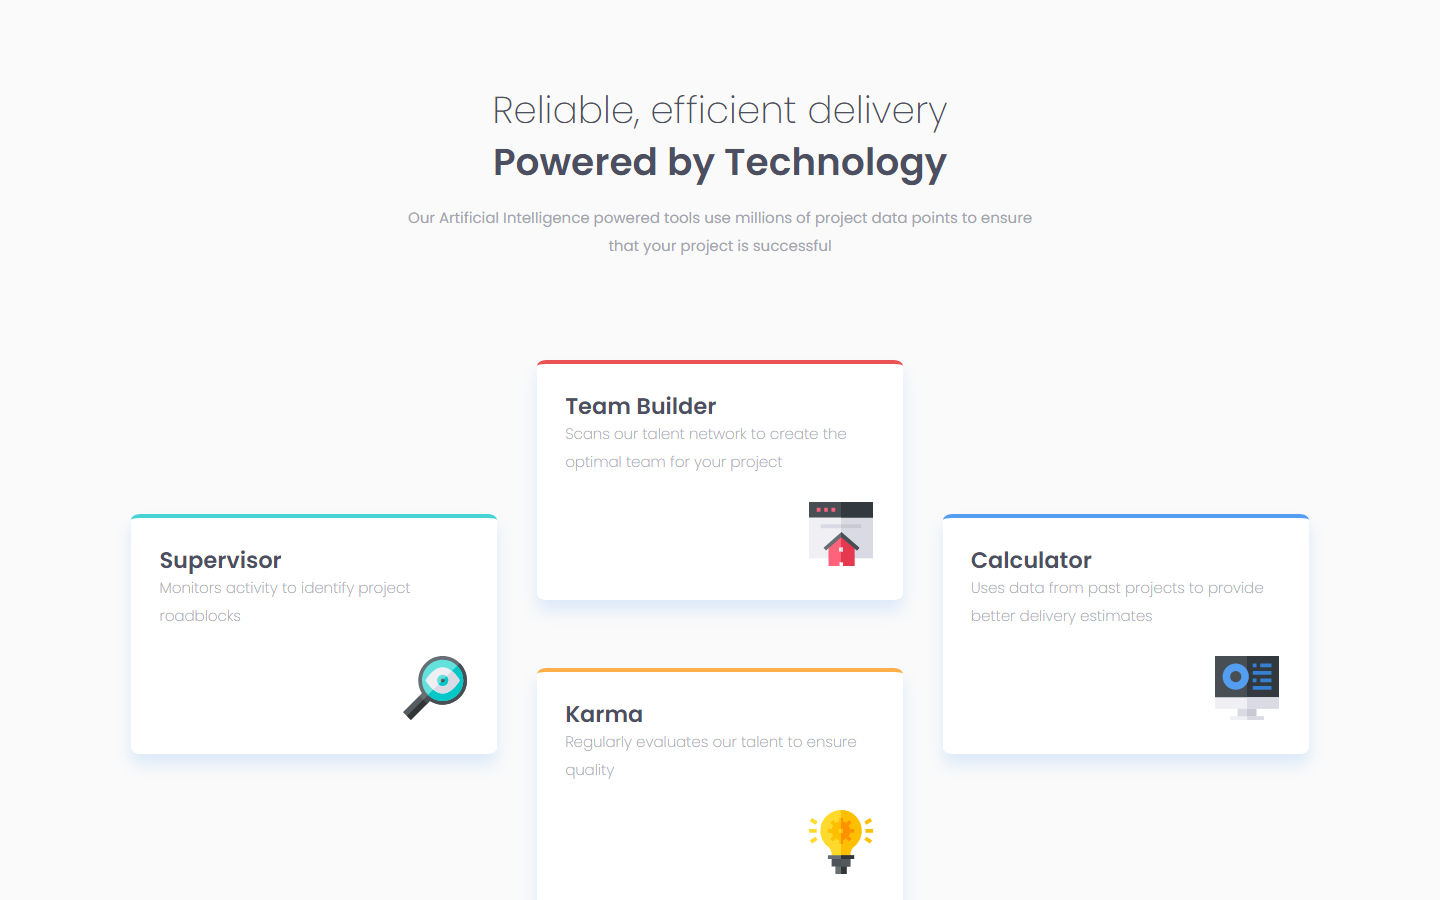 Reliable, efficient delivery
Powered by Technology
Our Artificial Intelligence powered tools use millions of project data points to ensure
that your project is successful
Team Builder
Scans our talent network to create the
optimal team for your project
Supervisor
Monitors activity to identify project
roadblocks
Calculator
Uses data from past projects to provide
better delivery estimates
Karma
Regularly evaluates our talent to ensure
quality